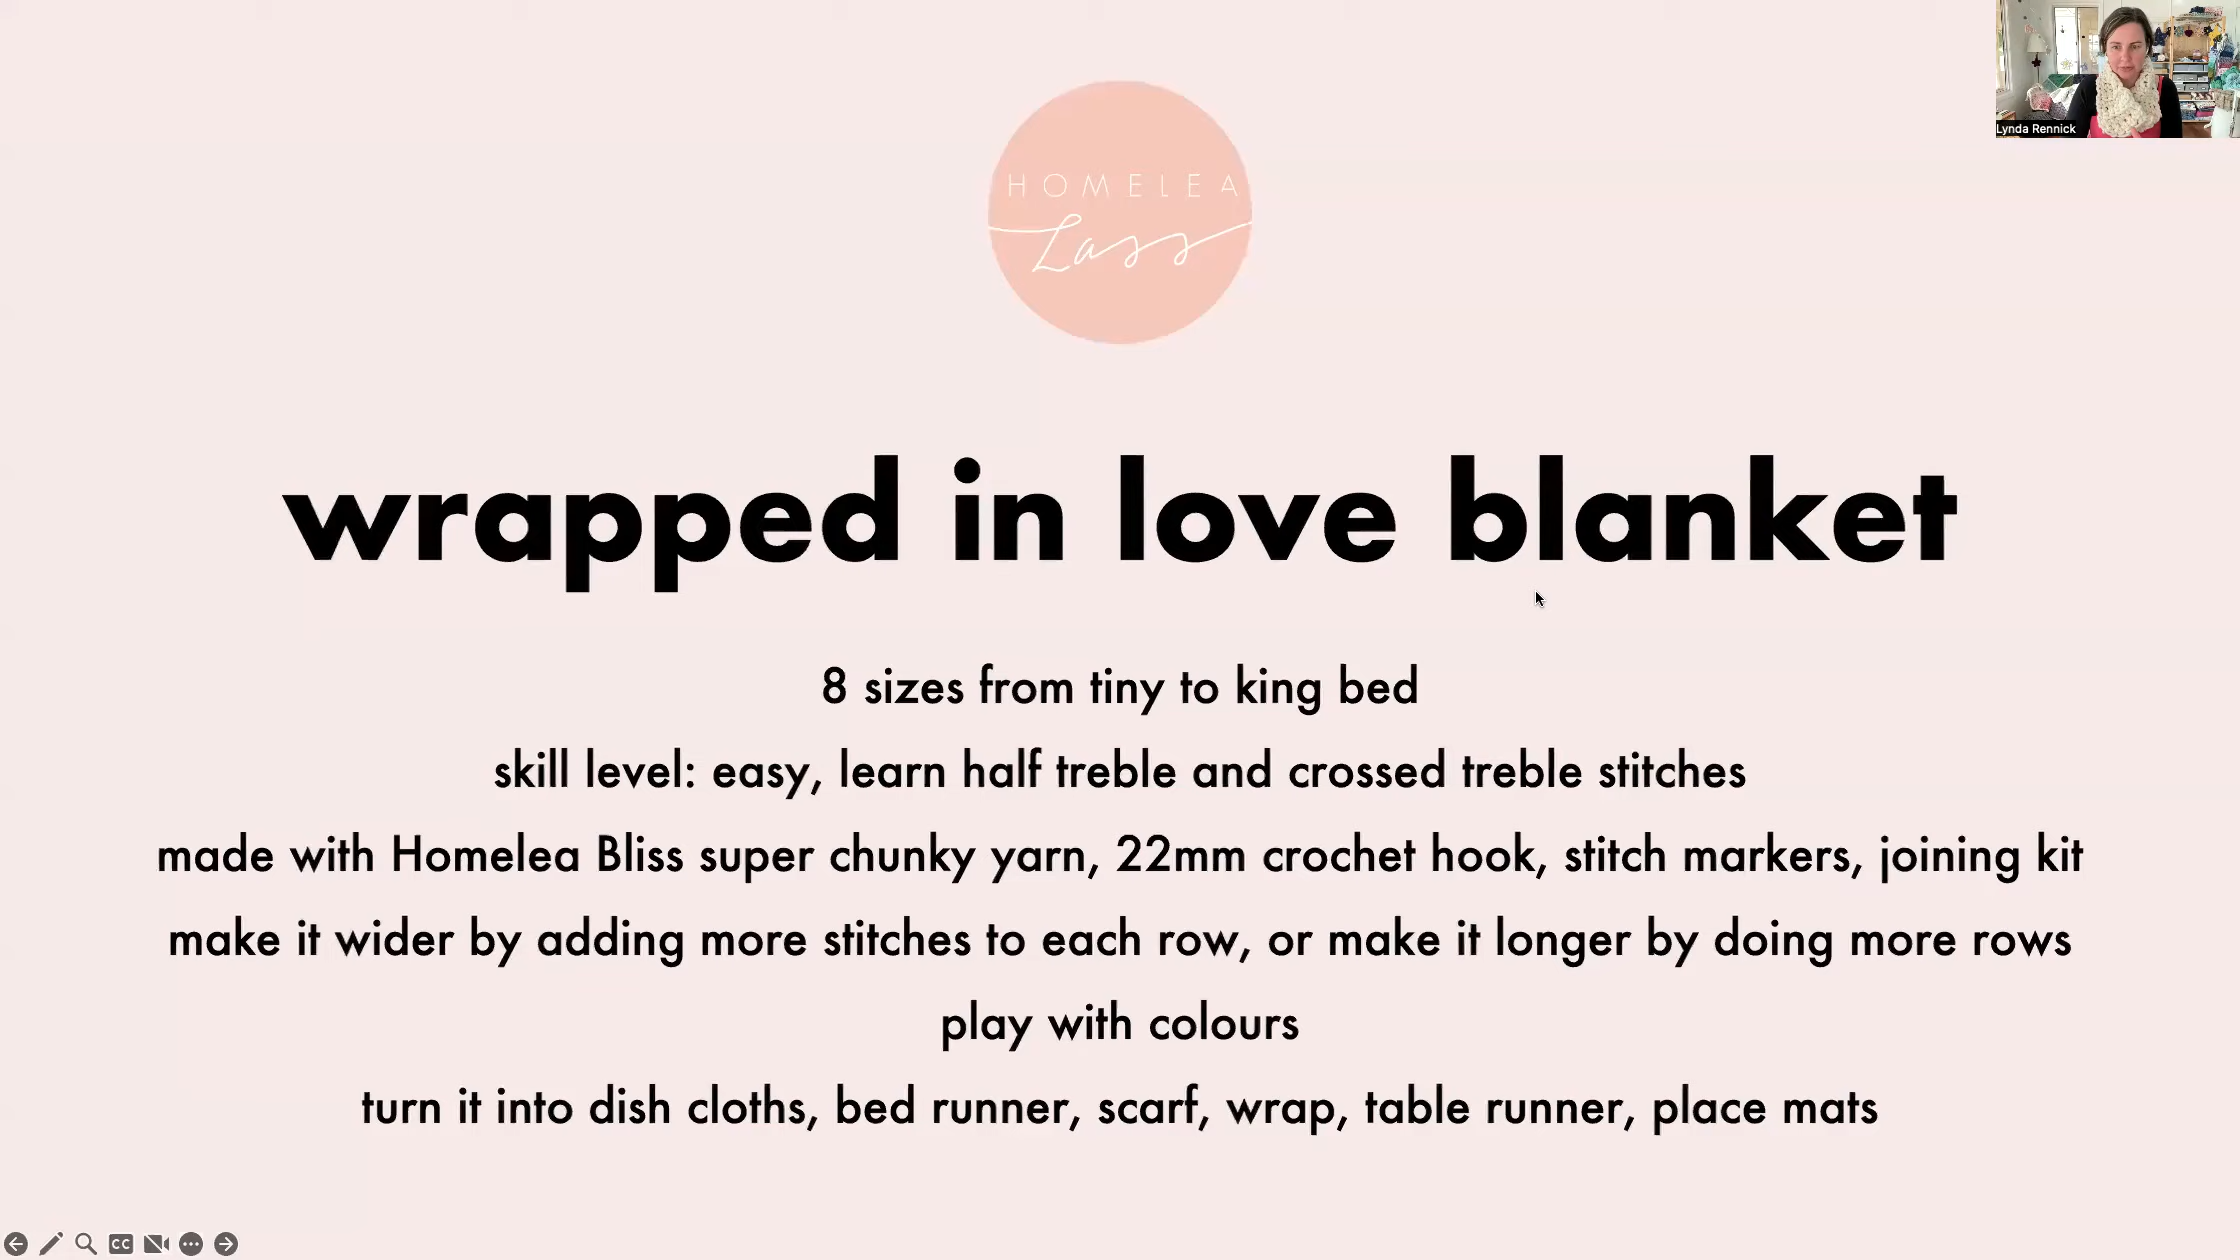 Lynda Rennick
HOMELEA
Lass
wrapped in love blanket
8 sizes from tiny to king bed
skill level: easy, learn half treble and crossed treble stitches
made with Homelea Bliss super chunky yarn, 22mm crochet hook, stitch markers, joining kit
make it wider by adding more stitches to each row, or make it longer by doing more rows
play with colours
turn it into dish cloths, bed runner, scarf, wrap, table runner, place mats
CC